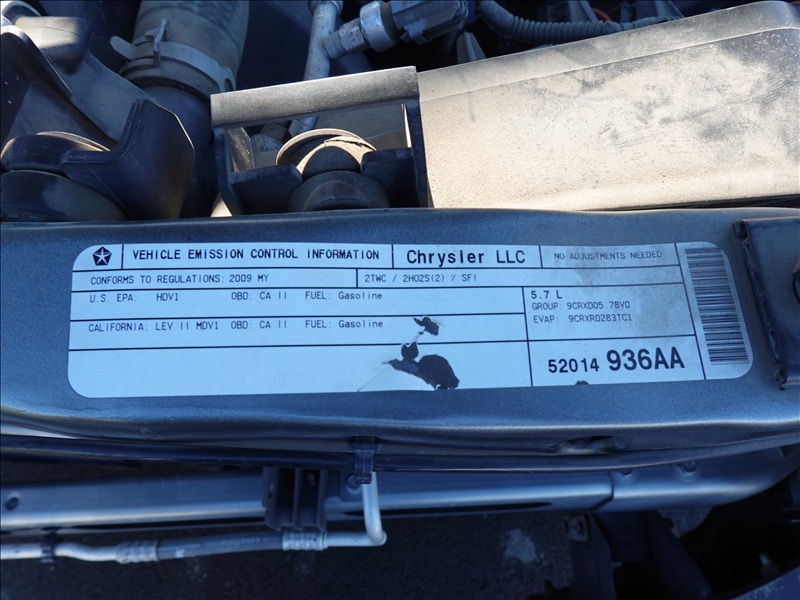 VEHICLE EMISSION CONTROL INFORMATION
Chrysler LLC
NO ADJUSTMENTS NEEDED
CONFORMS TO REGULATIONS: 2009 MY
2TWC / 2HO2S(2) / SFI
U.S. EPA: HDV1 OBD: CA II FUEL: Gasoline
CALIFORNIA: LEV II MDV1 OBD: CA II FUEL: Gasoline
5.7 L
GROUP: 9CRXD05.7BV0
EVAP: 9CRXR0283TC1
52014 936AA